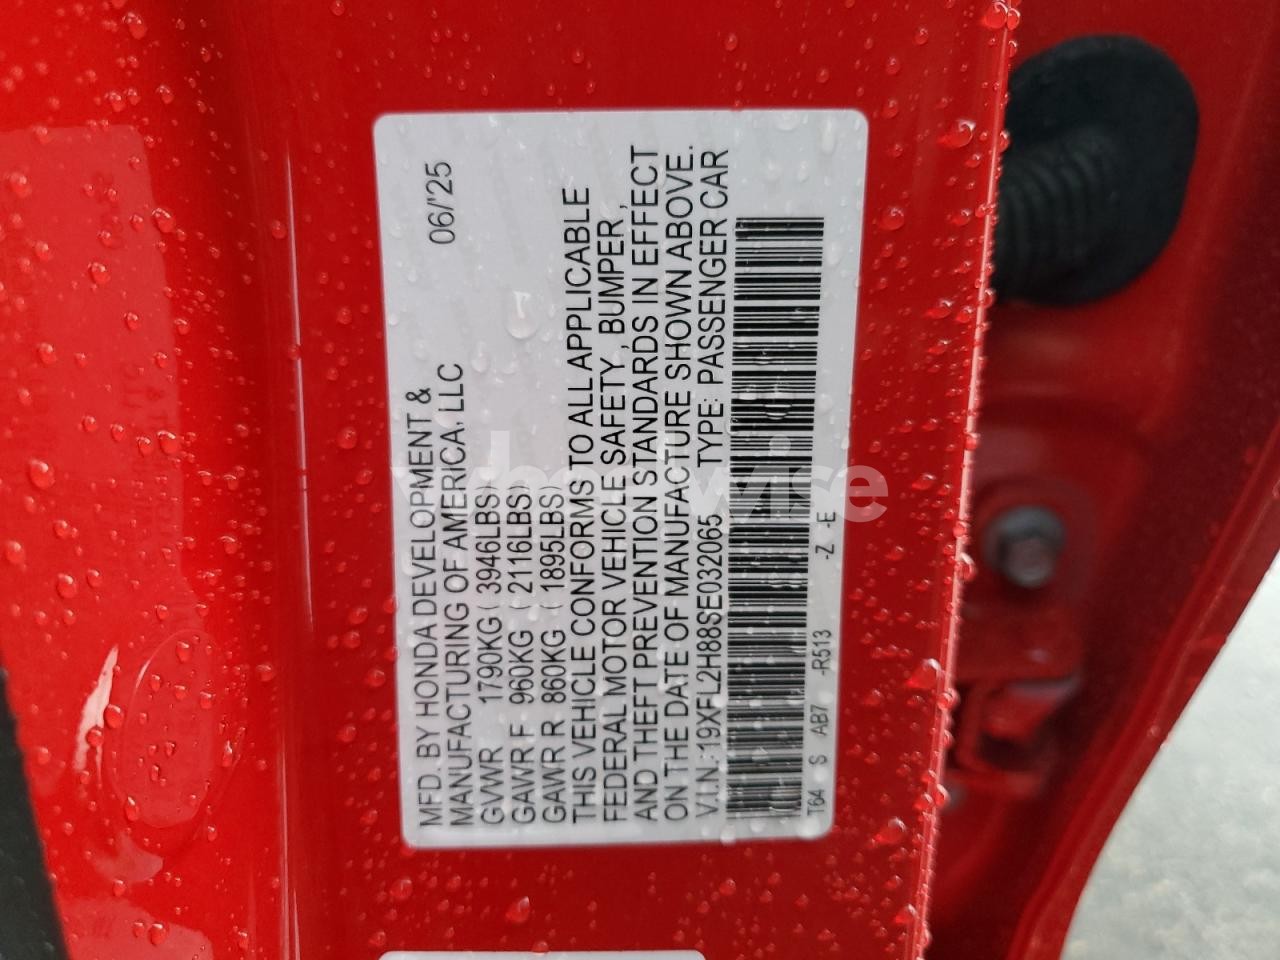 MFD. BY HONDA DEVELOPMENT &
MANUFACTURING OF AMERICA, LLC 06/'25
GVWR 1790KG ( 3946LBS)
GAWR F 960KG ( 2116LBS)
GAWR R 860KG ( 1895LBS)
THIS VEHICLE CONFORMS TO ALL APPLICABLE
FEDERAL MOTOR VEHICLE SAFETY , BUMPER ,
AND THEFT PREVENTION STANDARDS IN EFFECT
ON THE DATE OF MANUFACTURE SHOWN ABOVE.
V.I.N.: 19XFL2H88SE032065 TYPE: PASSENGER CAR
T64 S AB7 -R513 -Z -E